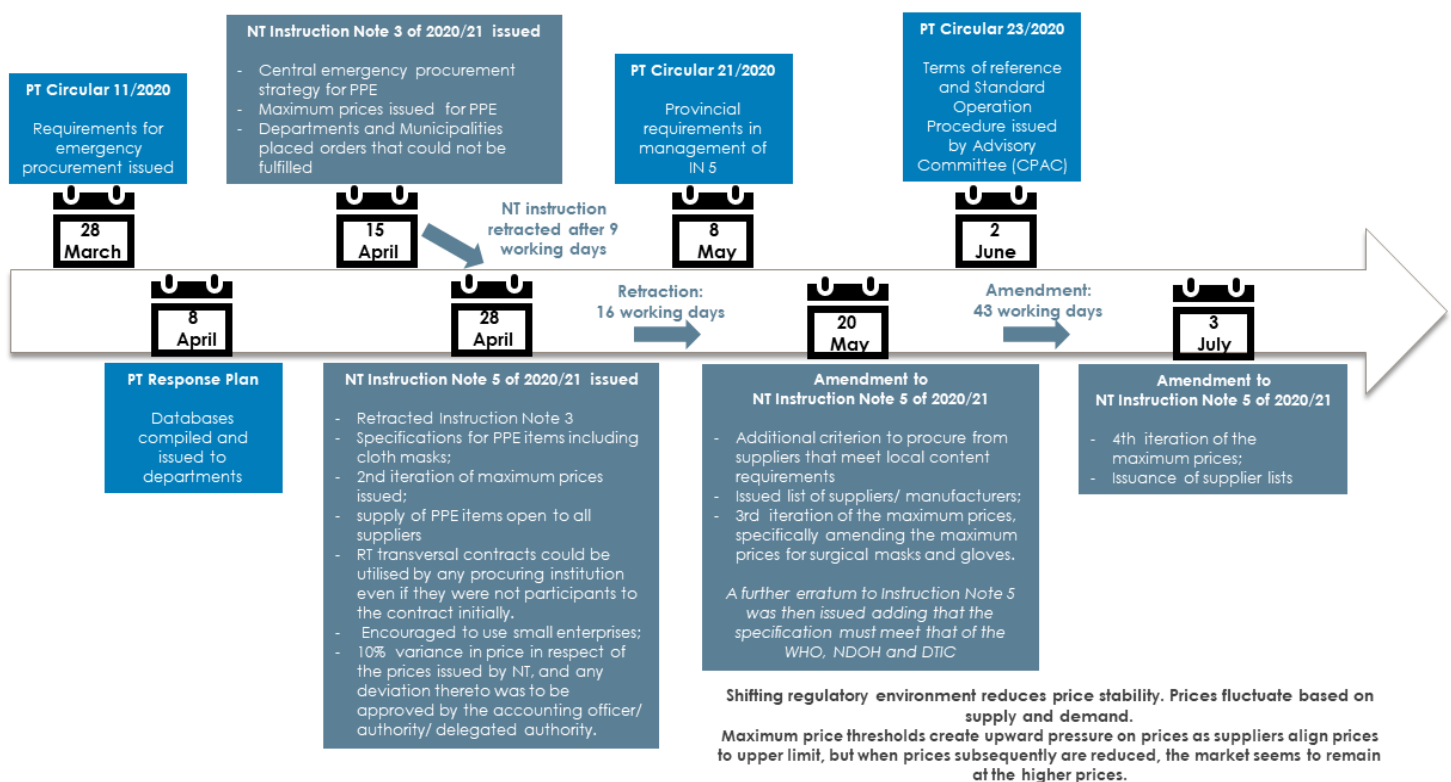 PT Circular 11/2020
Requirements for
emergency
procurement issued
28
March
8
April
PT Response Plan
Databases
compiled and
issued to
departments
NT Instruction Note 3 of 2020/21 issued
- Central emergency procurement
strategy for PPE
- Maximum prices issued for PPE
- Departments and Municipalities
placed orders that could not be
fulfilled
15
April
NT instruction
retracted after 9
working days
28
April
NT Instruction Note 5 of 2020/21 issued
- Retracted Instruction Note 3
- Specifications for PPE items including
cloth masks;
- 2nd iteration of maximum prices
issued;
- supply of PPE items open to all
suppliers
- RT transversal contracts could be
utilised by any procuring institution
even if they were not participants to
the contract initially.
- Encouraged to use small enterprises;
- 10% variance in price in respect of
the prices issued by NT, and any
deviation thereto was to be
approved by the accounting officer/
authority/ delegated authority.
PT Circular 21/2020
Provincial
requirements in
management of
IN 5
8
May
Retraction:
16 working days
20
May
Amendment to
NT Instruction Note 5 of 2020/21
- Additional criterion to procure from
suppliers that meet local content
requirements
- Issued list of suppliers/ manufacturers;
- 3rd iteration of the maximum prices,
specifically amending the maximum
prices for surgical masks and gloves.
A further erratum to Instruction Note 5
was then issued adding that the
specification must meet that of the
WHO, NDOH and DTIC
PT Circular 23/2020
Terms of reference
and Standard
Operation
Procedure issued
by Advisory
Committee (CPAC)
2
June
Amendment:
43 working days
3
July
Amendment to
NT Instruction Note 5 of 2020/21
- 4th iteration of the
maximum prices;
- Issuance of supplier lists
Shifting regulatory environment reduces price stability. Prices fluctuate based on
supply and demand.
Maximum price thresholds create upward pressure on prices as suppliers align prices
to upper limit, but when prices subsequently are reduced, the market seems to remain
at the higher prices.